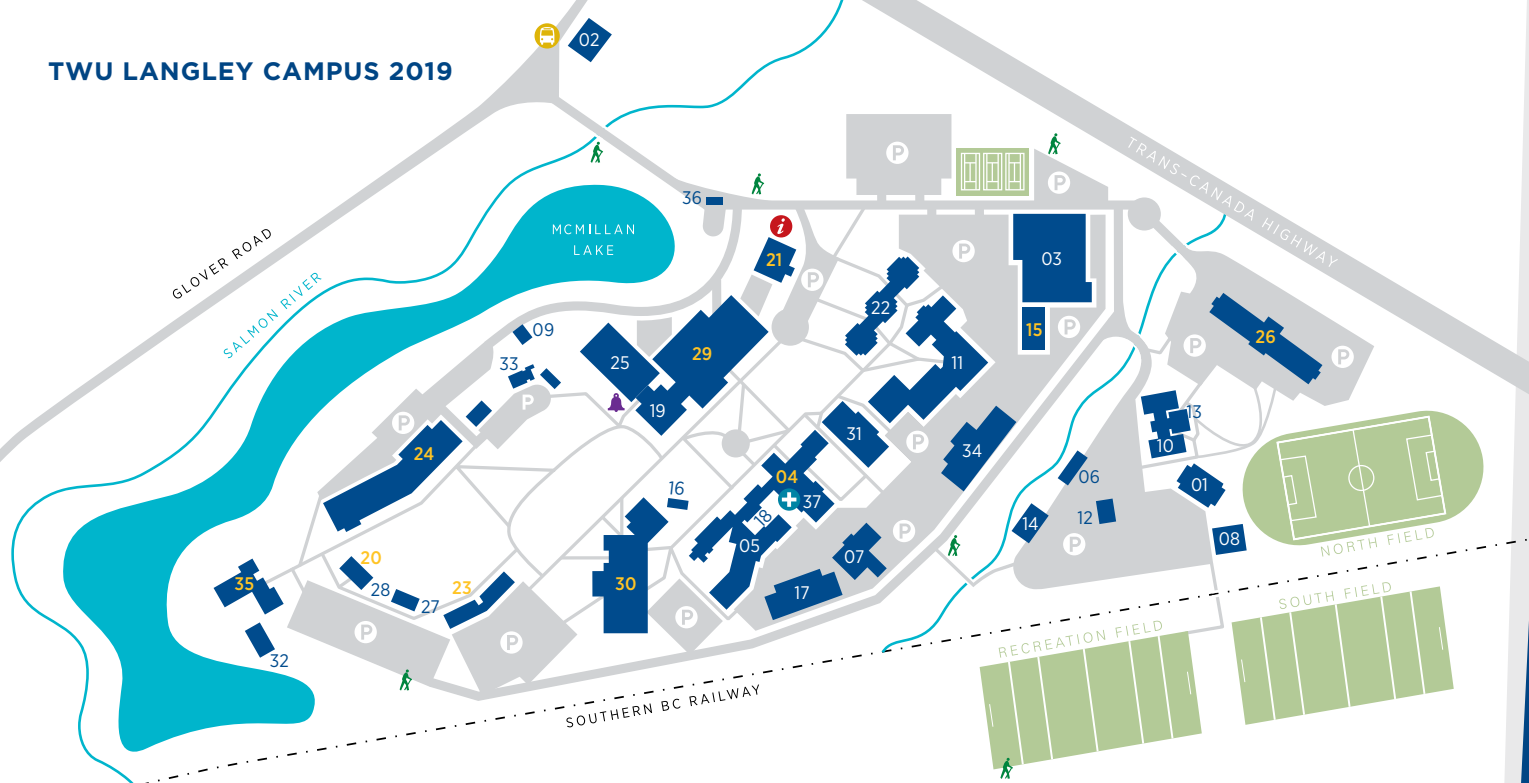 02
TWU LANGLEY CAMPUS 2019
TRANS-CANADA HIGHWAY
P
P
36
i
MCMILLAN
LAKE
GLOVER ROAD
SALMON RIVER
21
P
P
03
22
P
15
P
26
P
P
09
33
25
29
11
P
P
19
24
31
P
34
13
10
04
37
16
18
05
P
07
06
01
12
14
P
08
NORTH FIELD
20
28
27
23
30
17
35
32
P
P
P
SOUTH FIELD
RECREATION FIELD
SOUTHERN BC RAILWAY